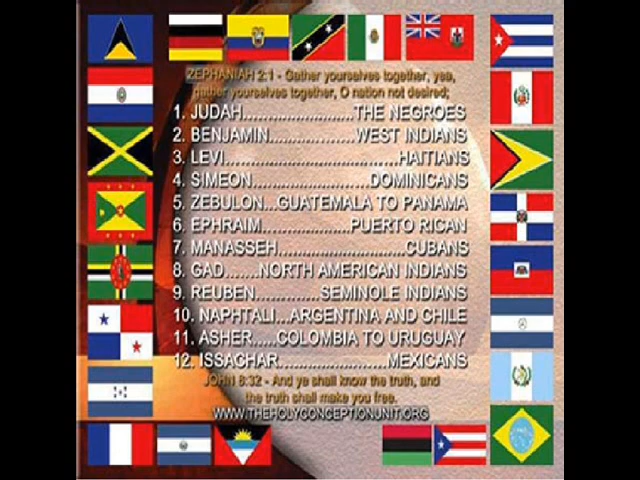 ZEPHANIAH 2:1 - Gather yourselves together, yea,
gather yourselves together, O nation not desired;
1. JUDAH.......................THE NEGROES
2. BENJAMIN..................WEST INDIANS
3. LEVI....................................HAITIANS
4. SIMEON........................DOMINICANS
5. ZEBULON...GUATEMALA TO PANAMA
6. EPHRAIM..................PUERTO RICAN
7. MANASSEH..........................CUBANS
8. GAD.......NORTH AMERICAN INDIANS
9. REUBEN.............SEMINOLE INDIANS
10. NAPHTALI...ARGENTINA AND CHILE
11. ASHER.....COLOMBIA TO URUGUAY
12. ISSACHAR.......................MEXICANS
JOHN 8:32 - And ye shall know the truth, and
the truth shall make you free.
WWW.THEHOLYCONCEPTIONUNIT.ORG